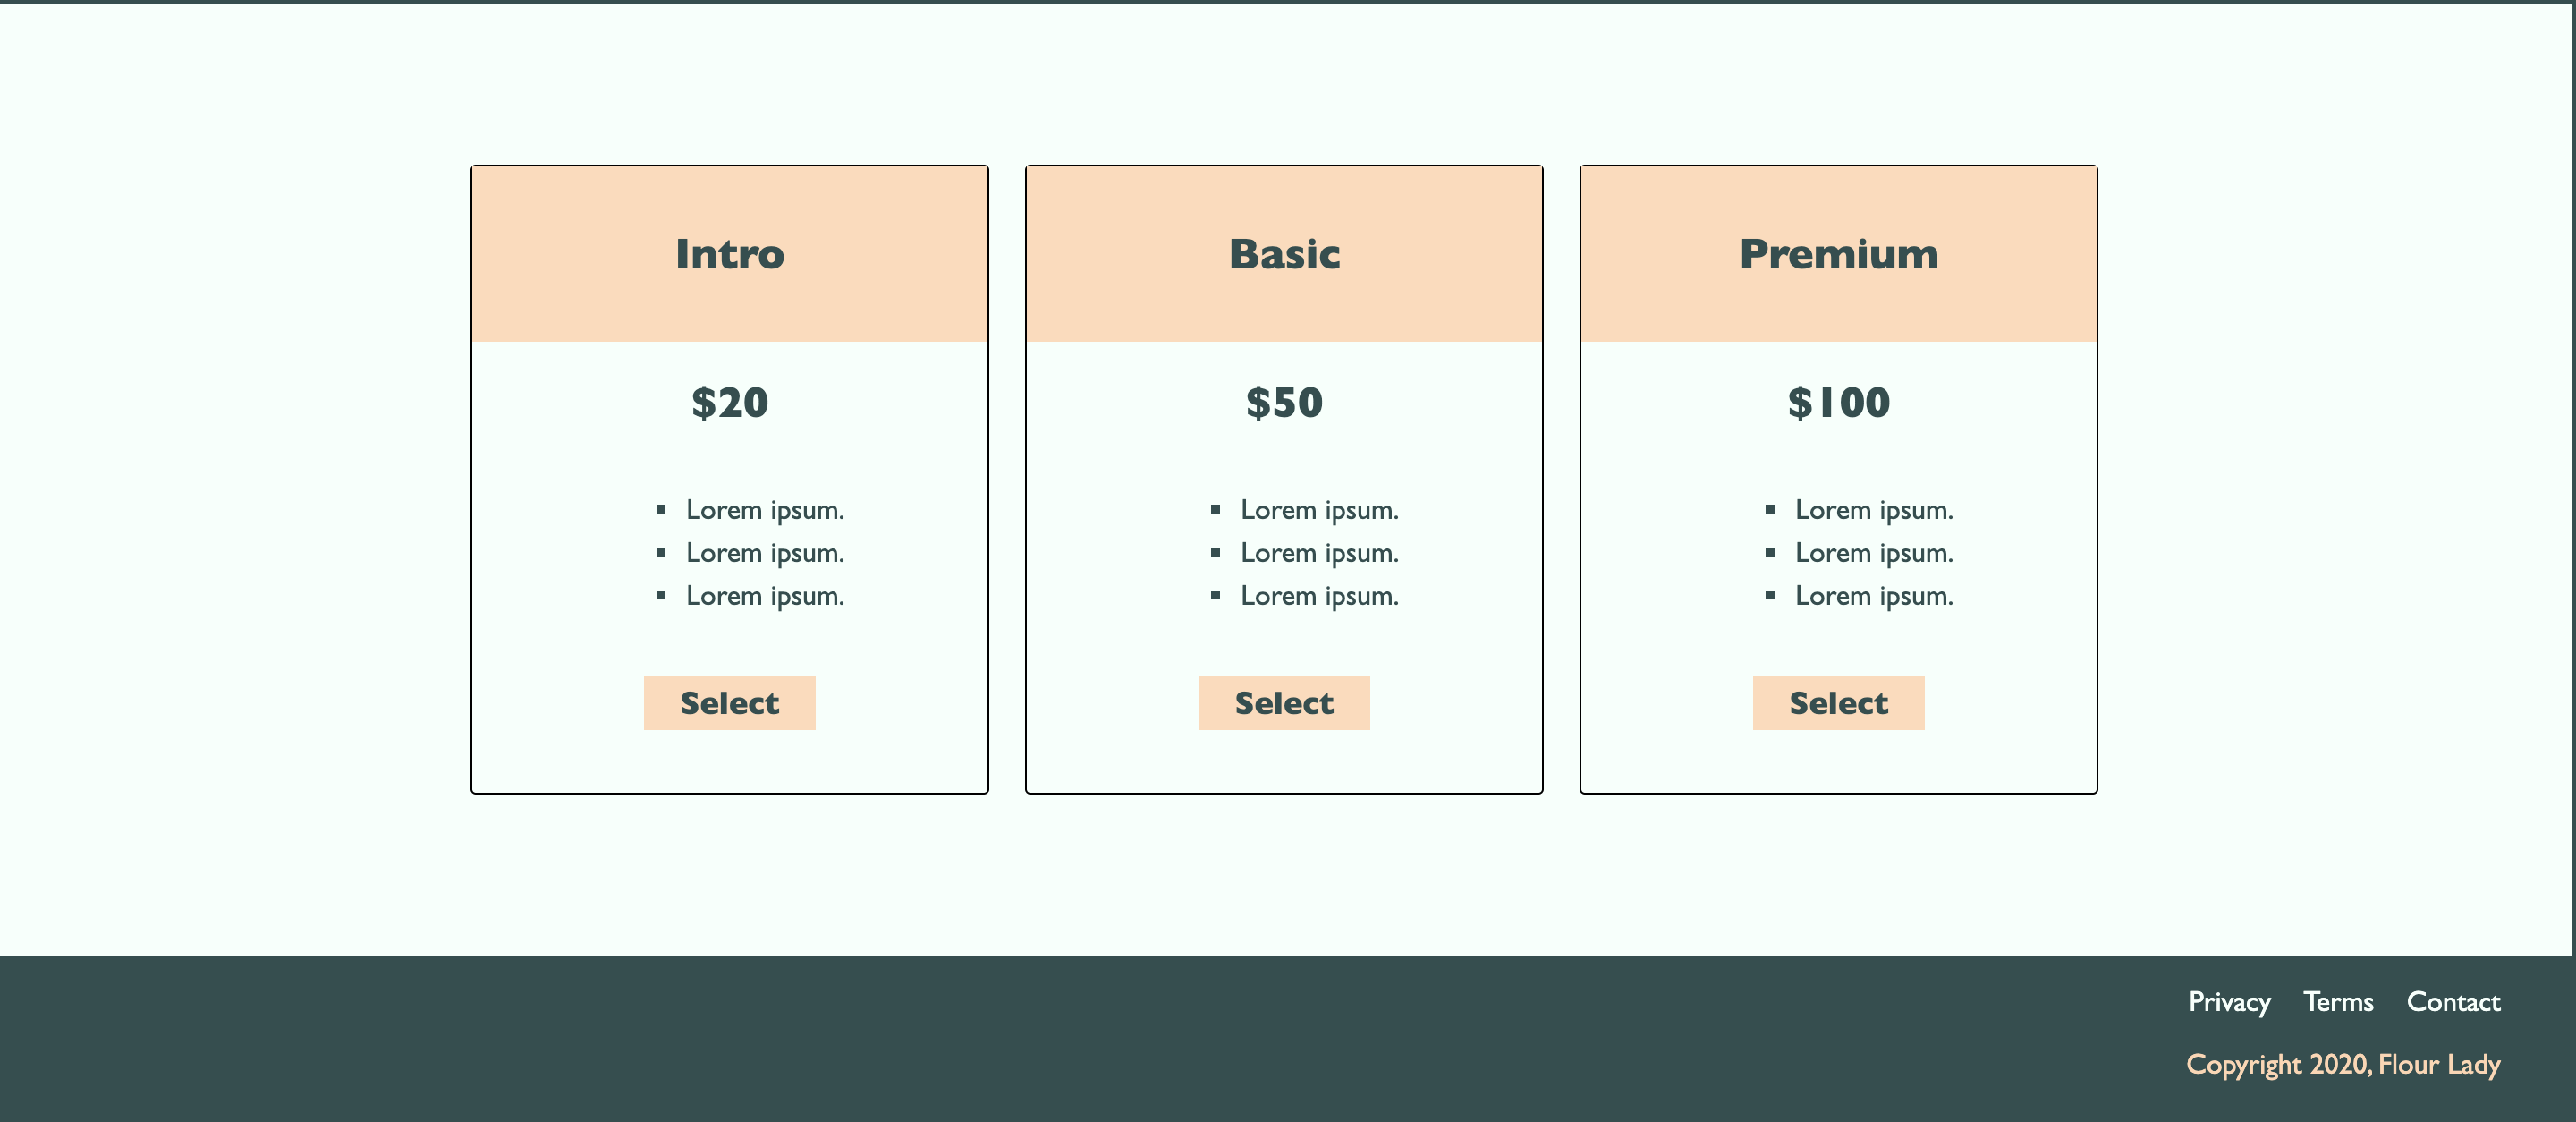 Intro
$20
Lorem ipsum.
Lorem ipsum.
Lorem ipsum.
Select
Basic
$50
Lorem ipsum.
Lorem ipsum.
Lorem ipsum.
Select
Premium
$100
Lorem ipsum.
Lorem ipsum.
Lorem ipsum.
Select
Privacy Terms Contact
Copyright 2020, Flour Lady